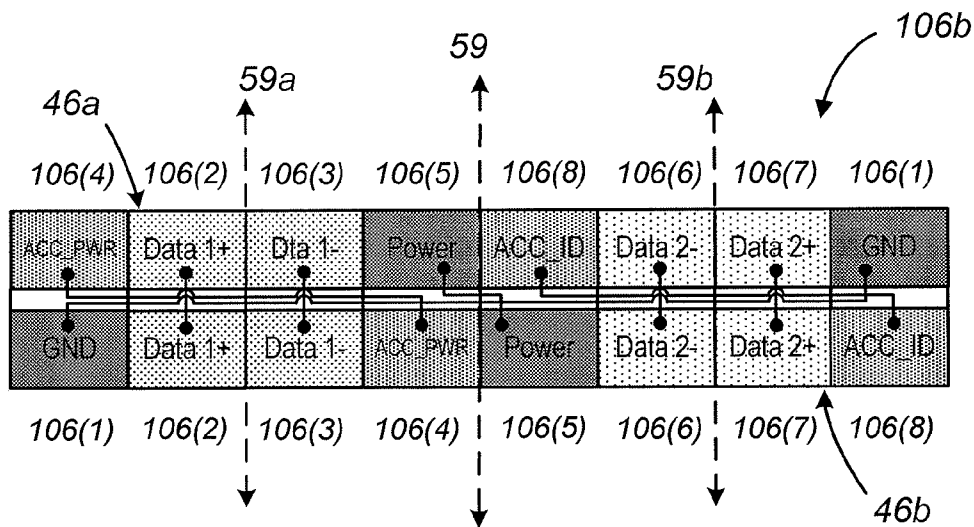 59
106b
59a
59b
46a
106(4) 106(2) 106(3) 106(5) 106(8) 106(6) 106(7) 106(1)
ACC_PWR Data 1+ Dta 1- Power ACC_ID Data 2- Data 2+ GND
GND Data 1+ Data 1- ACC_PWR Power Data 2- Data 2+ ACC_ID
106(1) 106(2) 106(3) 106(4) 106(5) 106(6) 106(7) 106(8)
46b